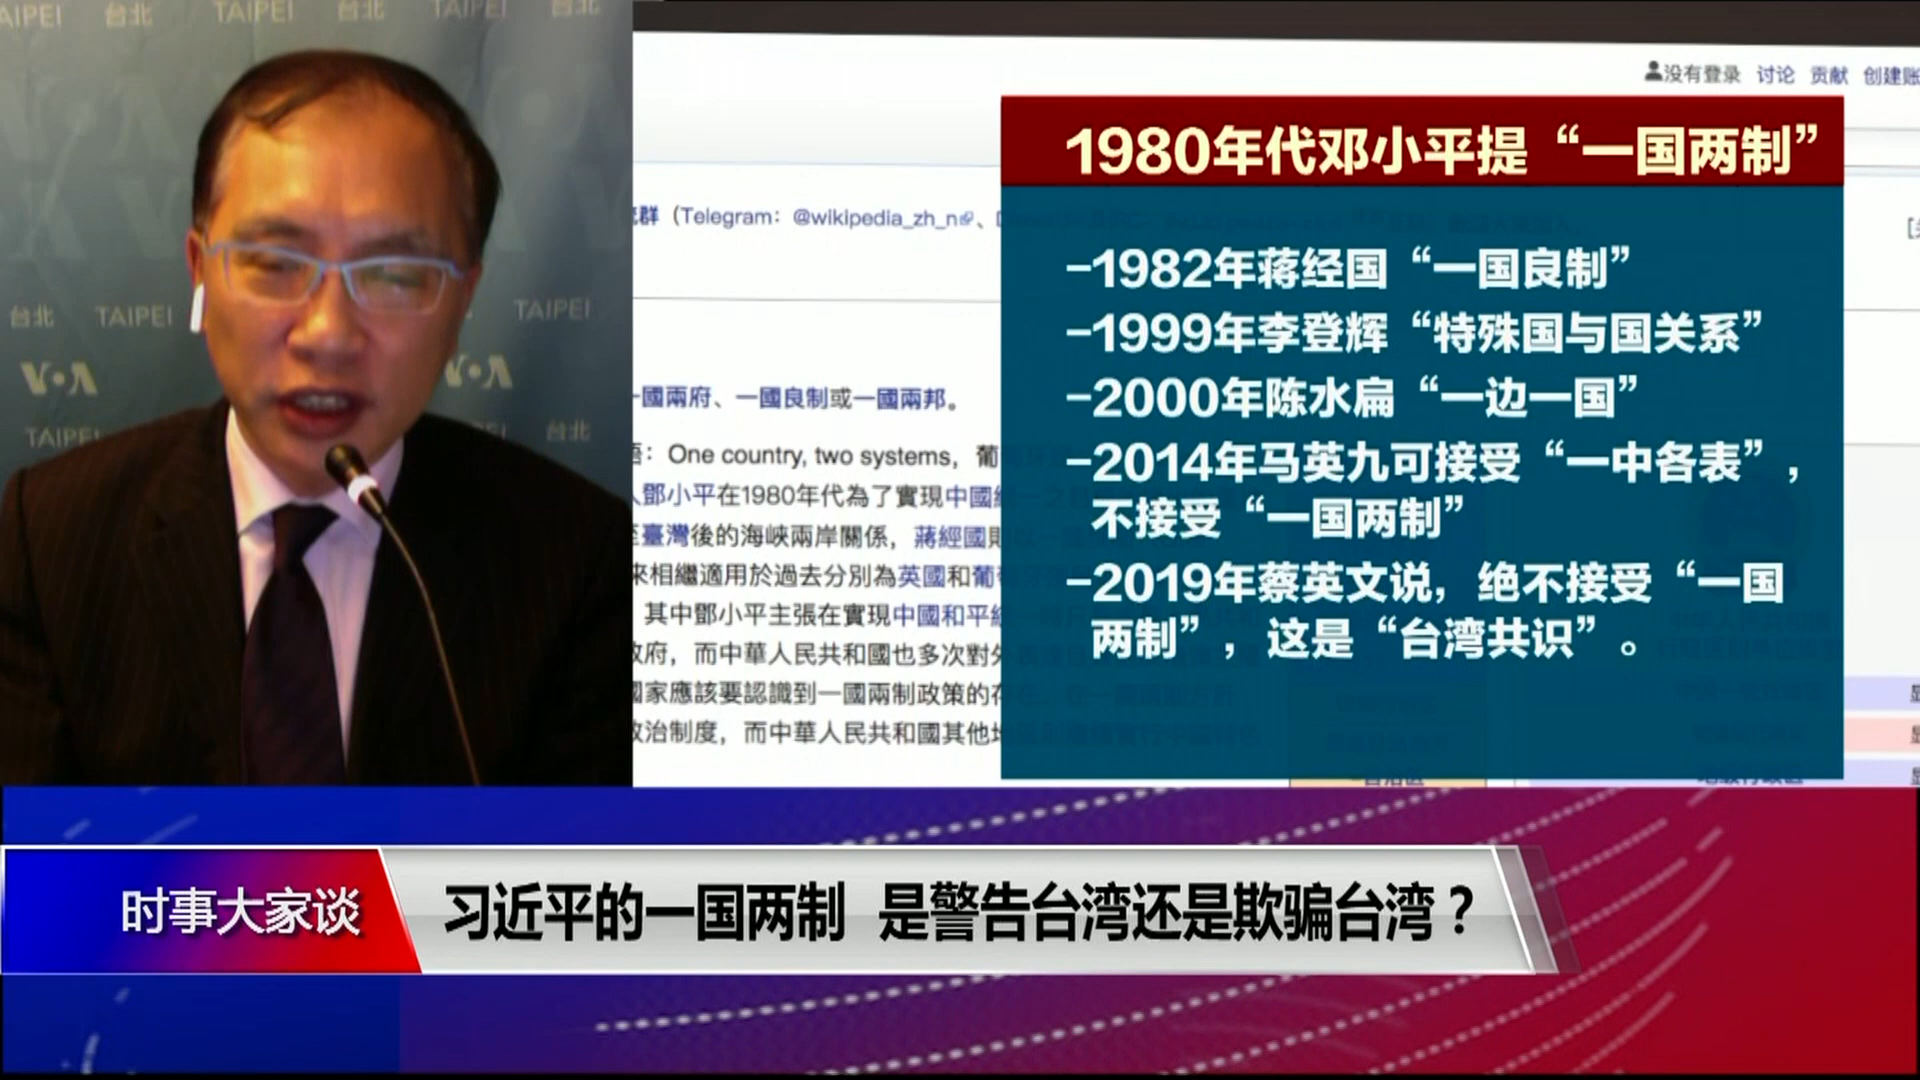 TAIPEI 台北 TAIPEI 台北 TAIPEI 台北
台北 TAIPEI TAIPEI
VOA VOA
TAIPEI 台北
没有登录 讨论 贡献 创建账
群（Telegram：@wikipedia_zh_n、
一國兩府、一國良制或一國兩邦。
：One country, two systems，葡
鄧小平在1980年代為了實現中國統一
臺灣後的海峽兩岸關係，蔣經國則
來相繼適用於過去分別為英國和葡
其中鄧小平主張在實現中國和平統一
政府，而中華人民共和國也多次對外
國家應該要認識到一國兩制政策的存在
政治制度，而中華人民共和國其他地
1980年代邓小平提“一国两制”
-1982年蒋经国“一国良制”
-1999年李登辉“特殊国与国关系”
-2000年陈水扁“一边一国”
-2014年马英九可接受“一中各表”，
不接受“一国两制”
-2019年蔡英文说，绝不接受“一国
两制”，这是“台湾共识”。
时事大家谈
习近平的一国两制 是警告台湾还是欺骗台湾？